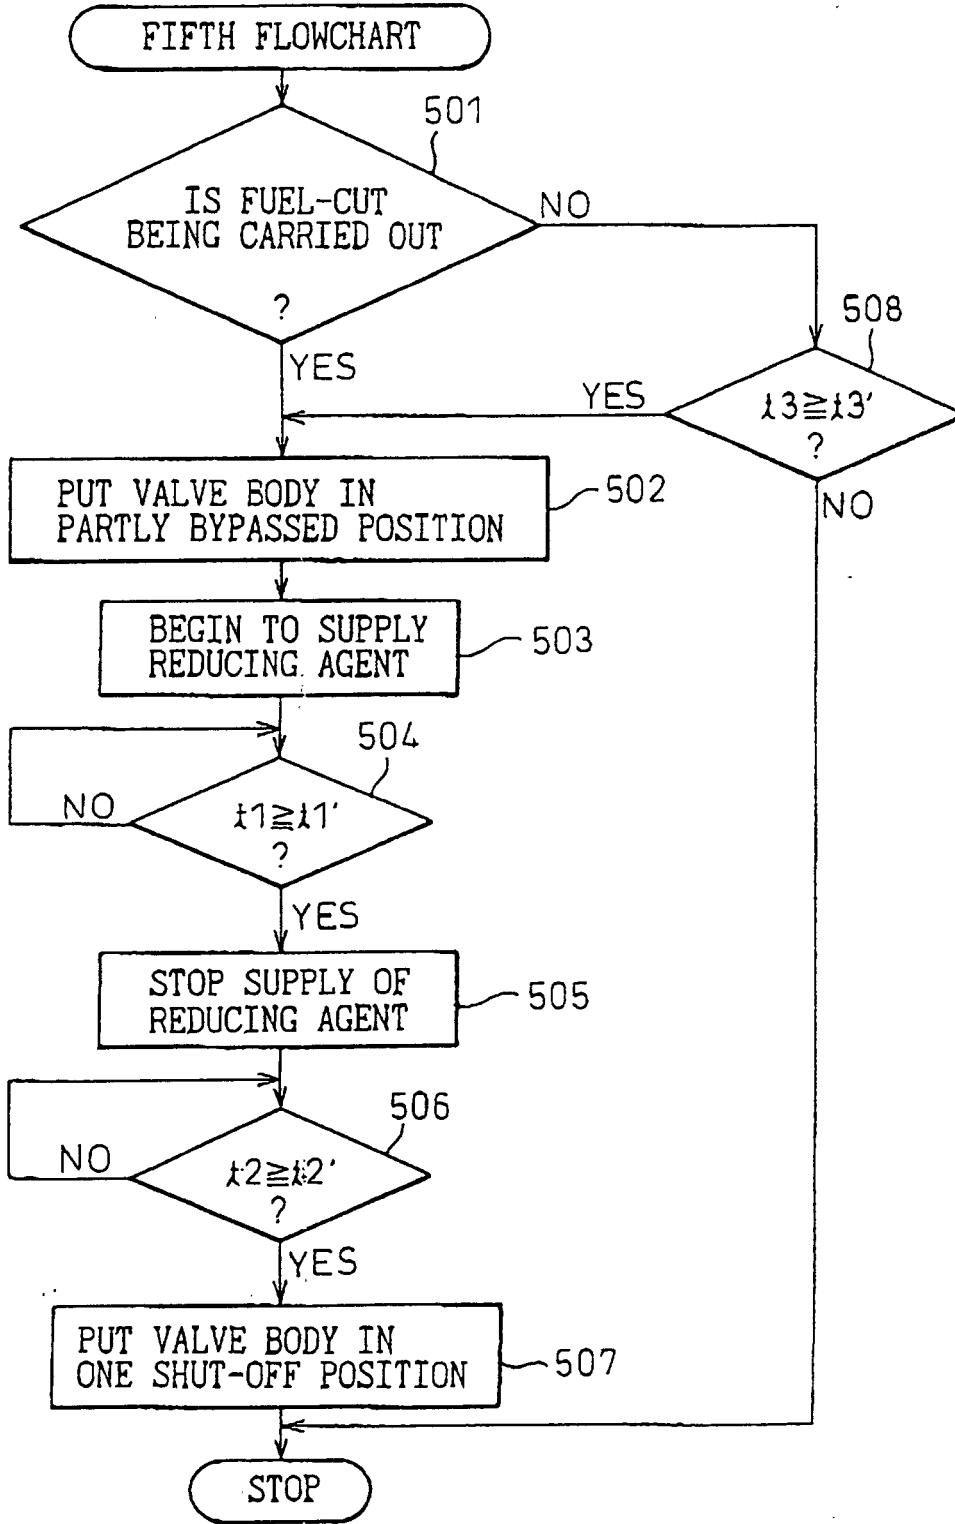 FIFTH FLOWCHART
501
IS FUEL-CUT
BEING CARRIED OUT
?
NO
YES
508
t3≧t3'
?
YES
NO
PUT VALVE BODY IN
PARTLY BYPASSED POSITION
502
BEGIN TO SUPPLY
REDUCING AGENT
503
504
t1≧t1'
?
NO
YES
STOP SUPPLY OF
REDUCING AGENT
505
506
t2≧t2'
?
NO
YES
PUT VALVE BODY IN
ONE SHUT-OFF POSITION
507
STOP